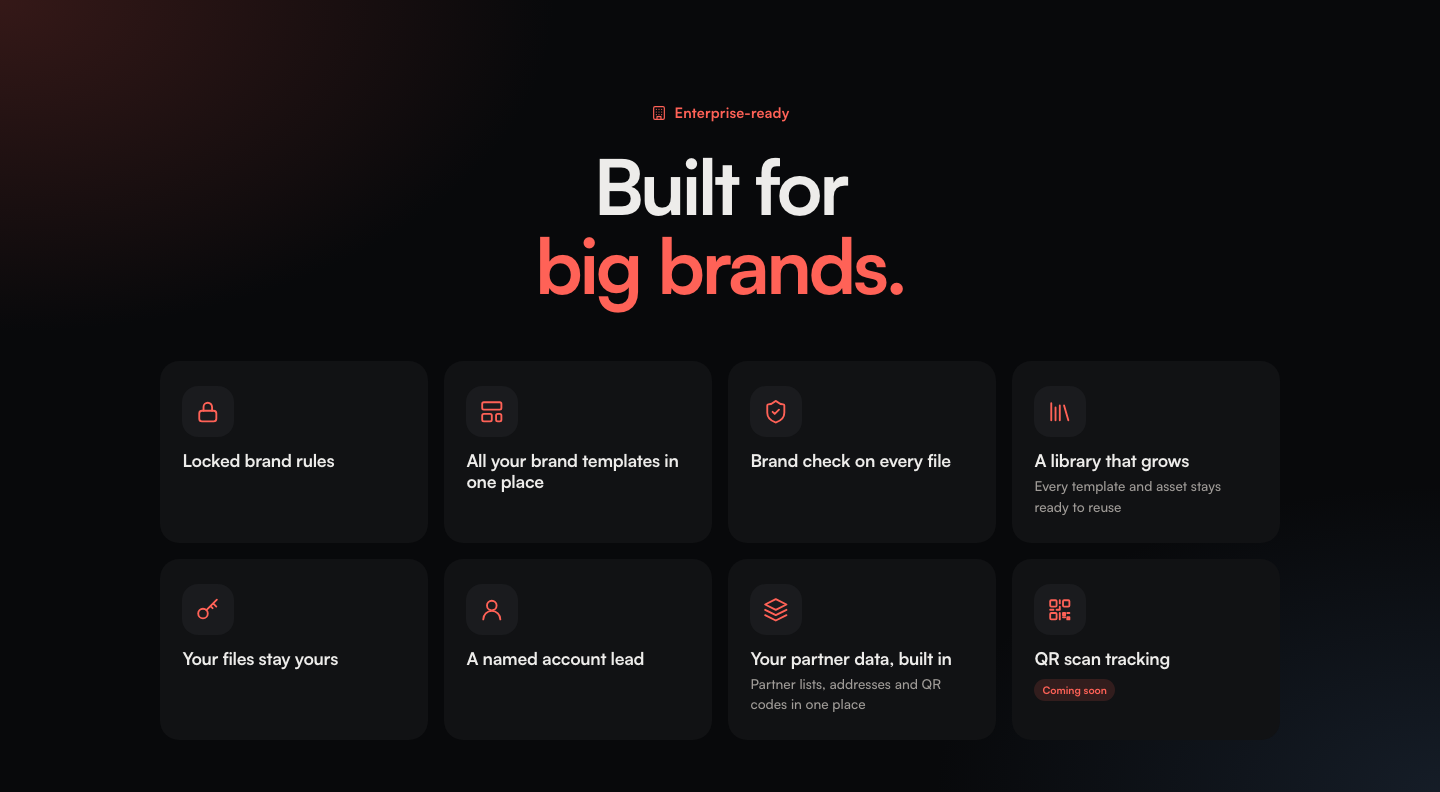 Enterprise-ready
Built for
big brands.
Locked brand rules
All your brand templates in
one place
Brand check on every file
A library that grows
Every template and asset stays
ready to reuse
Your files stay yours
A named account lead
Your partner data, built in
Partner lists, addresses and QR
codes in one place
QR scan tracking
Coming soon